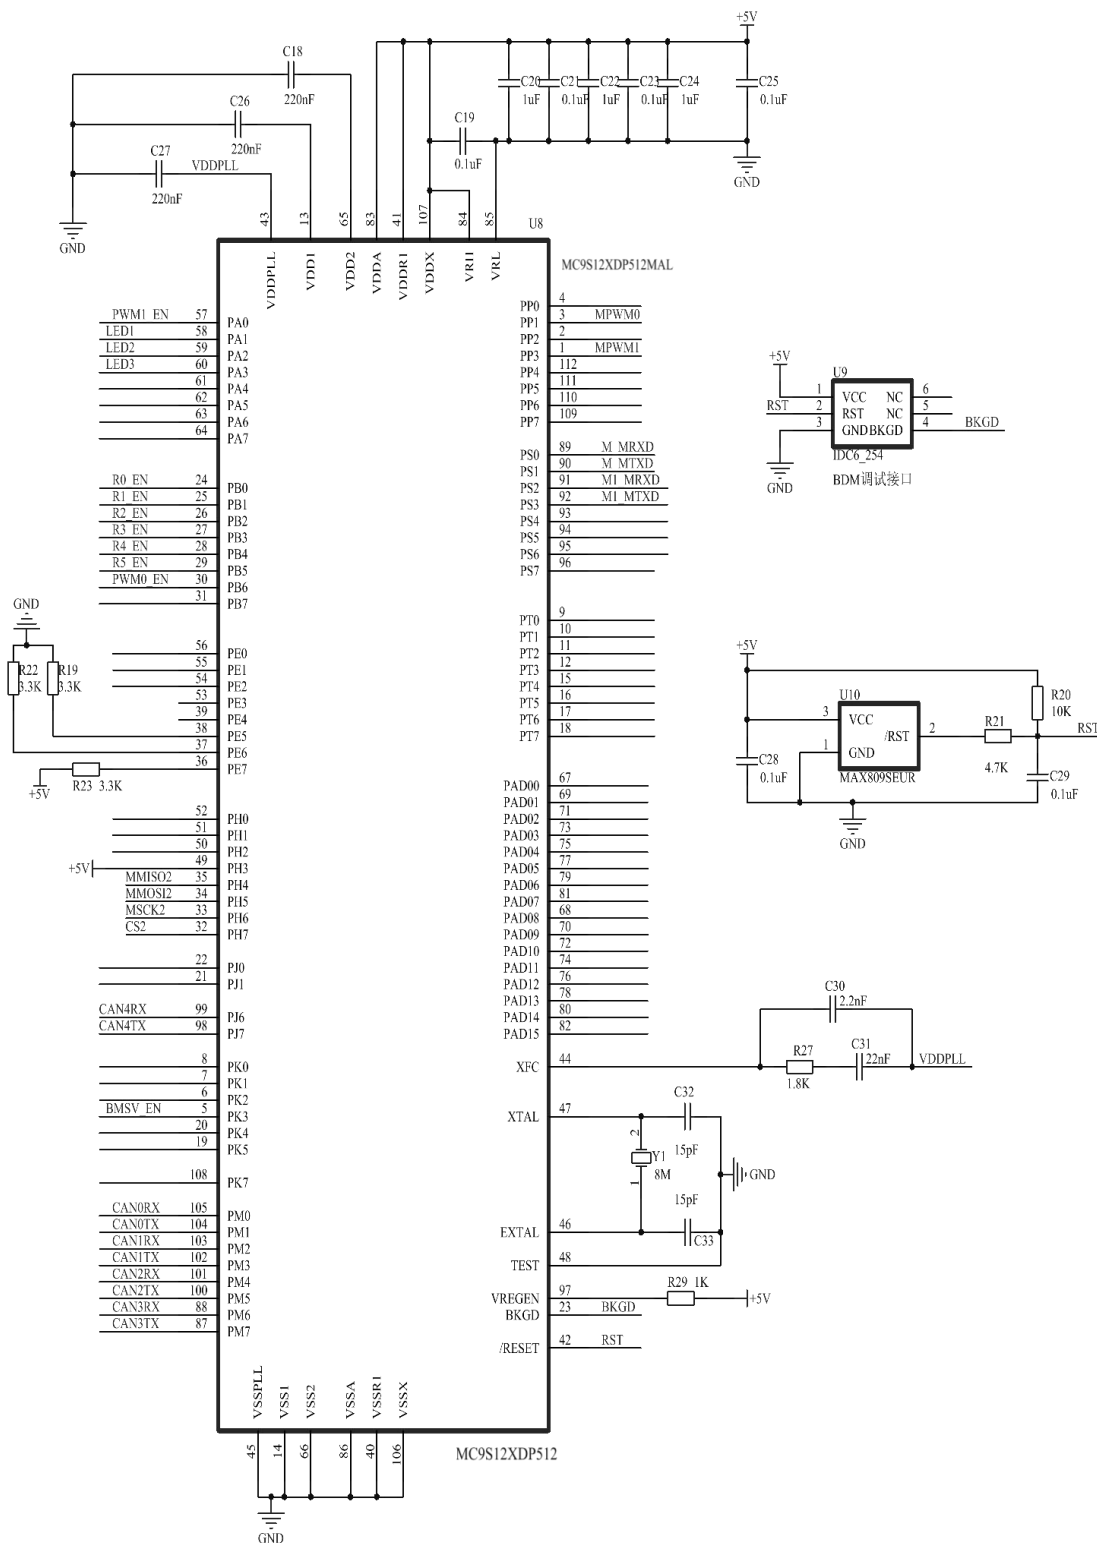 +5V
C18
220nF
C26
220nF
C27
220nF
VDDPLL
GND
C19
0.1uF
C20
1uF
C21
0.1uF
C22
1uF
C23
0.1uF
C24
1uF
C25
0.1uF
GND
43
13
65
83
41
107
84
85
U8
VDDPLL
VDD1
VDD2
VDDA
VDDR1
VDDX
VRH
VRL
MC9S12XDP512MAL
PWM1_EN 57 PA0
LED1 58 PA1
LED2 59 PA2
LED3 60 PA3
61 PA4
62 PA5
63 PA6
64 PA7
R0_EN 24 PB0
R1_EN 25 PB1
R2_EN 26 PB2
R3_EN 27 PB3
R4_EN 28 PB4
R5_EN 29 PB5
PWM0_EN 30 PB6
31 PB7
GND
R22
3.3K
R19
3.3K
56 PE0
55 PE1
54 PE2
53 PE3
39 PE4
38 PE5
37 PE6
36 PE7
+5V
R23 3.3K
52 PH0
51 PH1
50 PH2
+5V 49 PH3
MMISO2 35 PH4
MMOSI2 34 PH5
MSCK2 33 PH6
CS2 32 PH7
22 PJ0
21 PJ1
CAN4RX 99 PJ6
CAN4TX 98 PJ7
8 PK0
7 PK1
6 PK2
BMSV_EN 5 PK3
20 PK4
19 PK5
108 PK7
CAN0RX 105 PM0
CAN0TX 104 PM1
CAN1RX 103 PM2
CAN1TX 102 PM3
CAN2RX 101 PM4
CAN2TX 100 PM5
CAN3RX 88 PM6
CAN3TX 87 PM7
PP0 4
PP1 3 MPWM0
PP2 2
PP3 1 MPWM1
PP4 112
PP5 111
PP6 110
PP7 109
PS0 89 M_MRXD
PS1 90 M_MTXD
PS2 91 M1_MRXD
PS3 92 M1_MTXD
PS4 93
PS5 94
PS6 95
PS7 96
PT0 9
PT1 10
PT2 11
PT3 12
PT4 15
PT5 16
PT6 17
PT7 18
PAD00 67
PAD01 69
PAD02 71
PAD03 73
PAD04 75
PAD05 77
PAD06 79
PAD07 81
PAD08 68
PAD09 70
PAD10 72
PAD11 74
PAD12 76
PAD13 78
PAD14 80
PAD15 82
XFC 44
XTAL 47
EXTAL 46
TEST 48
VREGEN 97 R29 1K +5V
BKGD 23 BKGD
/RESET 42 RST
+5V
U9
1 VCC NC 6
RST 2 RST NC 5
3 GND BKGD 4 BKGD
IDC6_254
GND
BDM调试接口
+5V
U10
3 VCC
/RST 2
1 GND
MAX809SEUR
R20
10K
R21
4.7K
RST
C28
0.1uF
C29
0.1uF
GND
C30
2.2nF
R27
1.8K
C31
22nF
VDDPLL
C32
15pF
2
Y1
8M
1
15pF
C33
GND
VSSPLL
VSS1
VSS2
VSSA
VSSR1
VSSX
45
14
66
86
40
106
MC9S12XDP512
GND